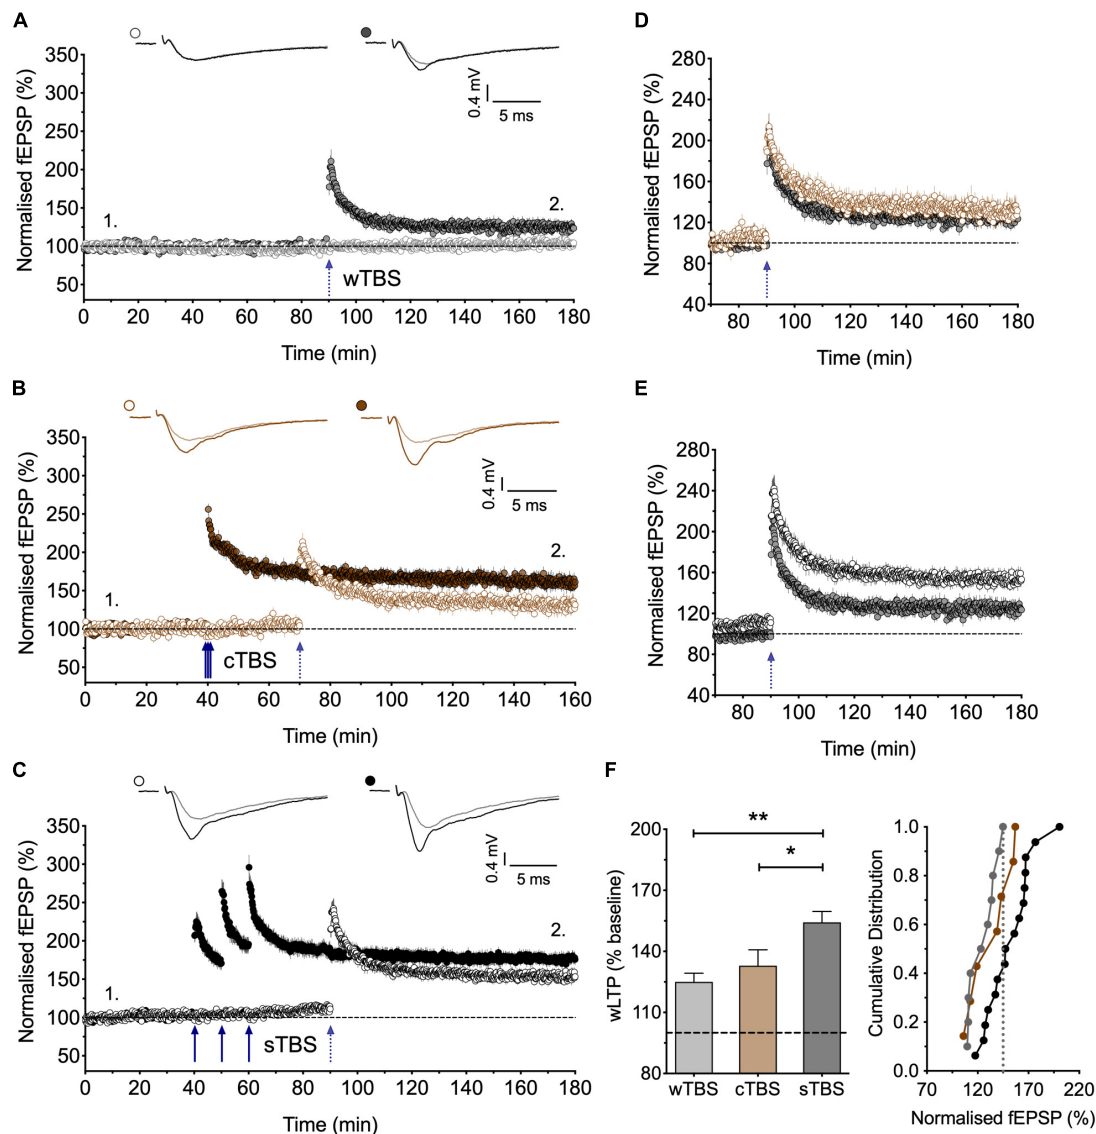 A
350
300
250
200
150
100
50
Normalised fEPSP (%)
0.4 mV
5 ms
1.
2.
wTBS
0 20 40 60 80 100 120 140 160 180
Time (min)
B
350
300
250
200
150
100
50
Normalised fEPSP (%)
0.4 mV
5 ms
1.
2.
cTBS
0 20 40 60 80 100 120 140 160
Time (min)
C
350
300
250
200
150
100
50
Normalised fEPSP (%)
0.4 mV
5 ms
1.
2.
sTBS
0 20 40 60 80 100 120 140 160 180
Time (min)
D
280
240
200
160
120
80
40
Normalised fEPSP (%)
80 100 120 140 160 180
Time (min)
E
280
240
200
160
120
80
40
Normalised fEPSP (%)
80 100 120 140 160 180
Time (min)
F
200
170
140
110
80
wLTP (% baseline)
**
*
wTBS cTBS sTBS
1.0
0.8
0.6
0.4
0.2
0.0
Cumulative Distribution
70 120 170 220
Normalised fEPSP (%)